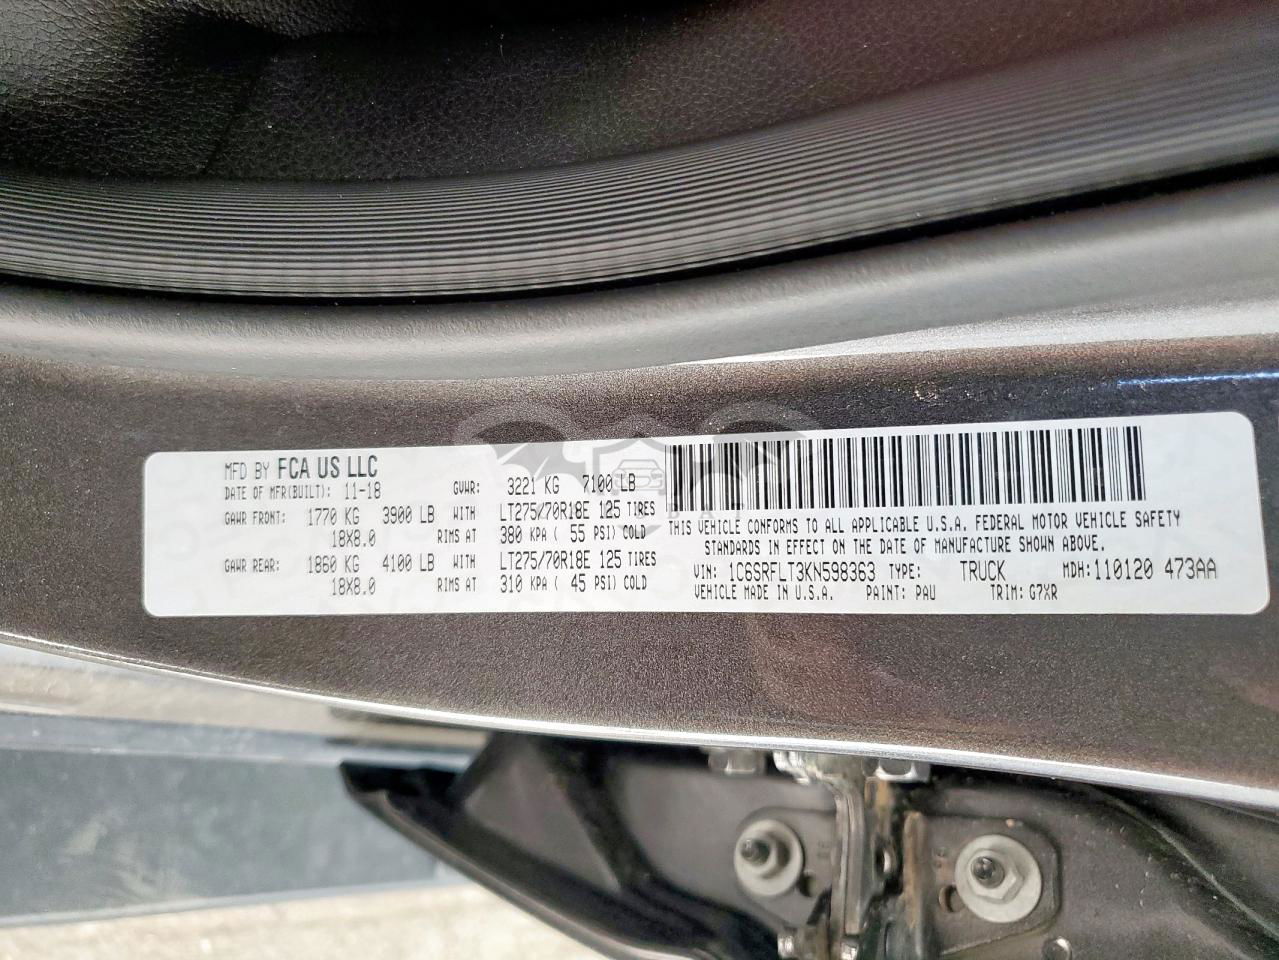 MFD BY FCA US LLC
DATE OF MFR(BUILT): 11-18 GVWR: 3221 KG 7100 LB
GAWR FRONT: 1770 KG 3900 LB WITH LT275/70R18E 125 TIRES
18X8.0 RIMS AT 380 KPA ( 55 PSI) COLD
GAWR REAR: 1860 KG 4100 LB WITH LT275/70R18E 125 TIRES
18X8.0 RIMS AT 310 KPA ( 45 PSI) COLD
THIS VEHICLE CONFORMS TO ALL APPLICABLE U.S.A. FEDERAL MOTOR VEHICLE SAFETY
STANDARDS IN EFFECT ON THE DATE OF MANUFACTURE SHOWN ABOVE.
VIN: 1C6SRFLT3KN598363 TYPE: TRUCK MDH:110120 473AA
VEHICLE MADE IN U.S.A. PAINT: PAU TRIM: G7XR